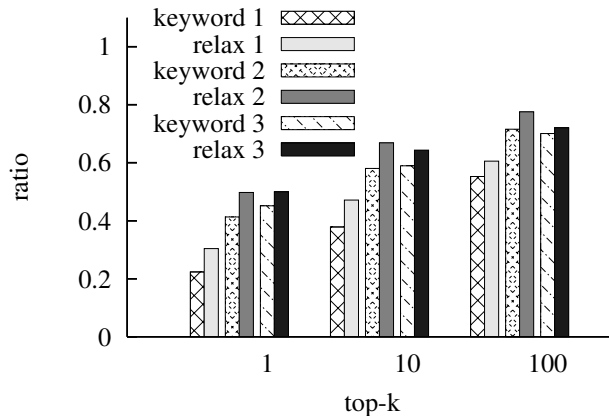 keyword 1
relax 1
keyword 2
relax 2
keyword 3
relax 3
1
0.8
0.6
0.4
0.2
0
ratio
1 10 100
top-k